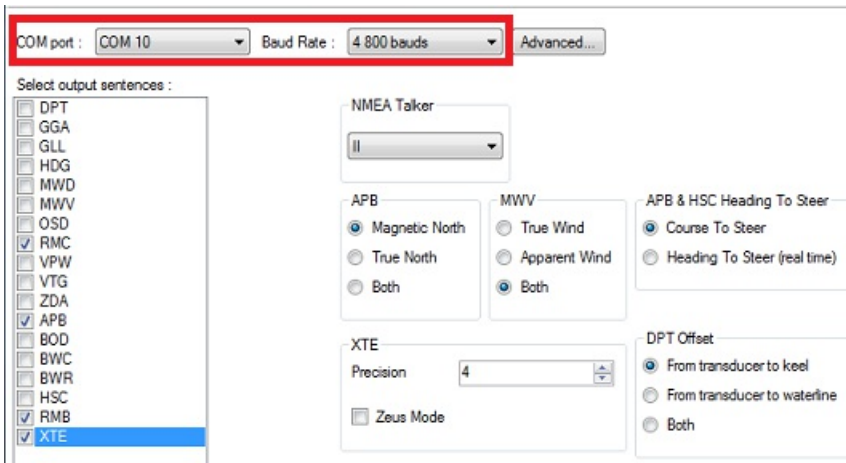 COM port : COM 10 Baud Rate : 4 800 bauds Advanced...
Select output sentences :
DPT
GGA
GLL
HDG
MWD
MWV
OSD
RMC
VPW
VTG
ZDA
APB
BOD
BWC
BWR
HSC
RMB
XTE
NMEA Talker
II
APB
Magnetic North
True North
Both
MWV
True Wind
Apparent Wind
Both
APB & HSC Heading To Steer
Course To Steer
Heading To Steer (real time)
XTE
Precision 4
Zeus Mode
DPT Offset
From transducer to keel
From transducer to waterline
Both